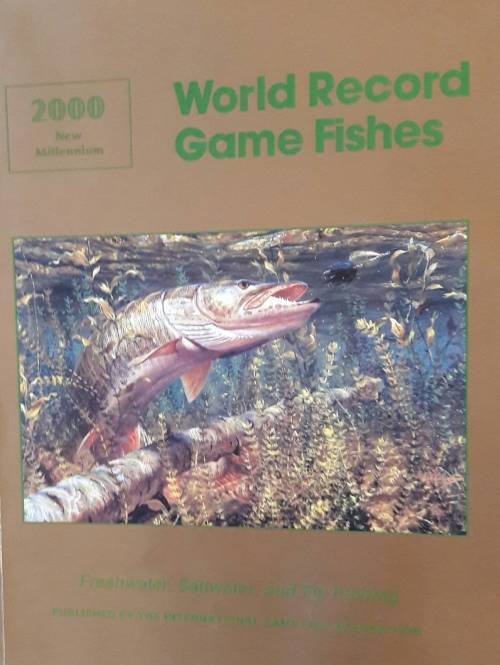 2000
New
Millennium
World Record
Game Fishes
Freshwater, Saltwater, and Fly Fishing
PUBLISHED BY THE INTERNATIONAL GAME FISH ASSOCIATION